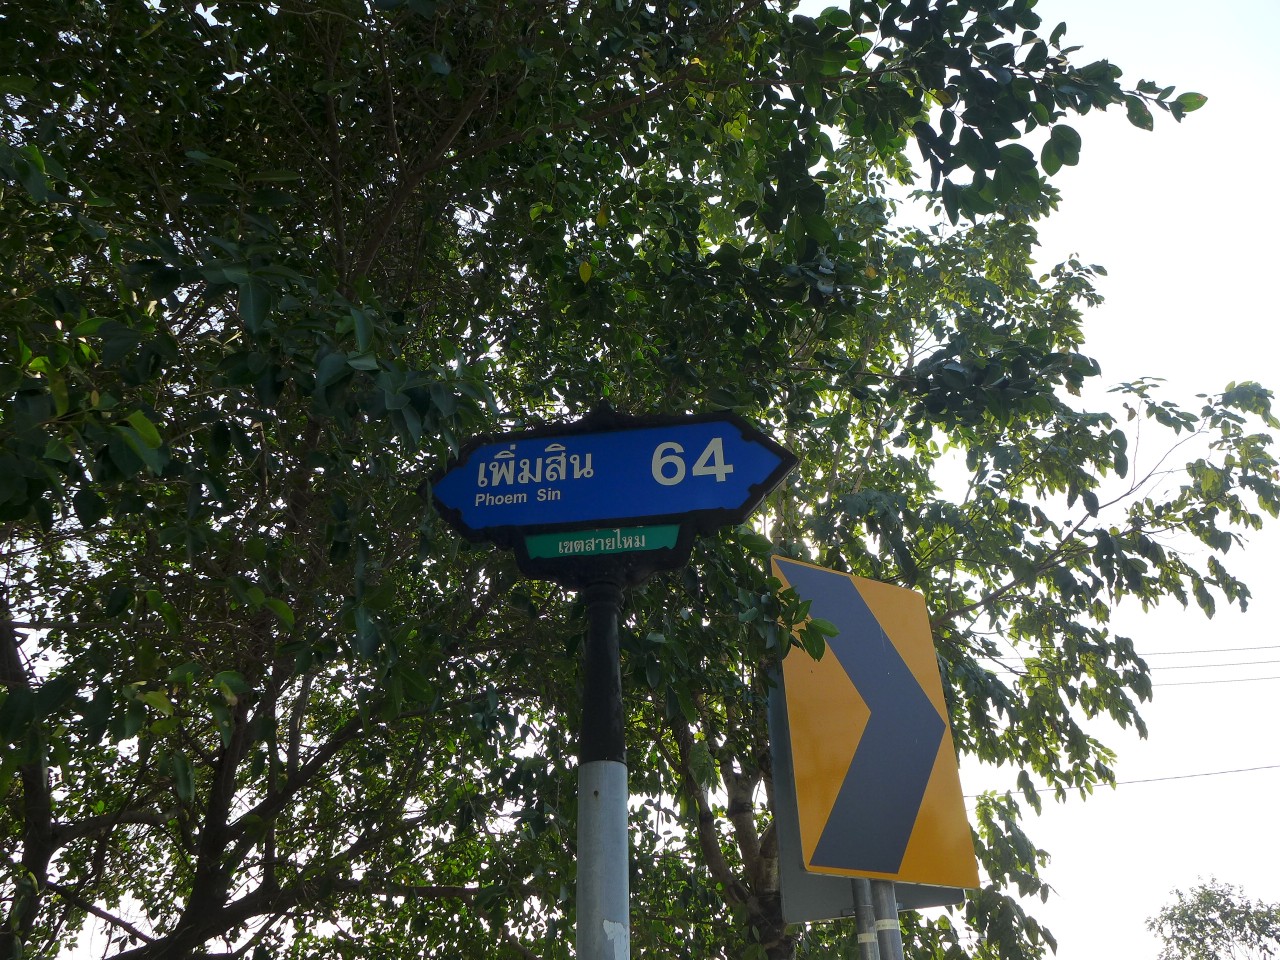 เพิ่มสิน 64
Phoem Sin
เขตสายไหม